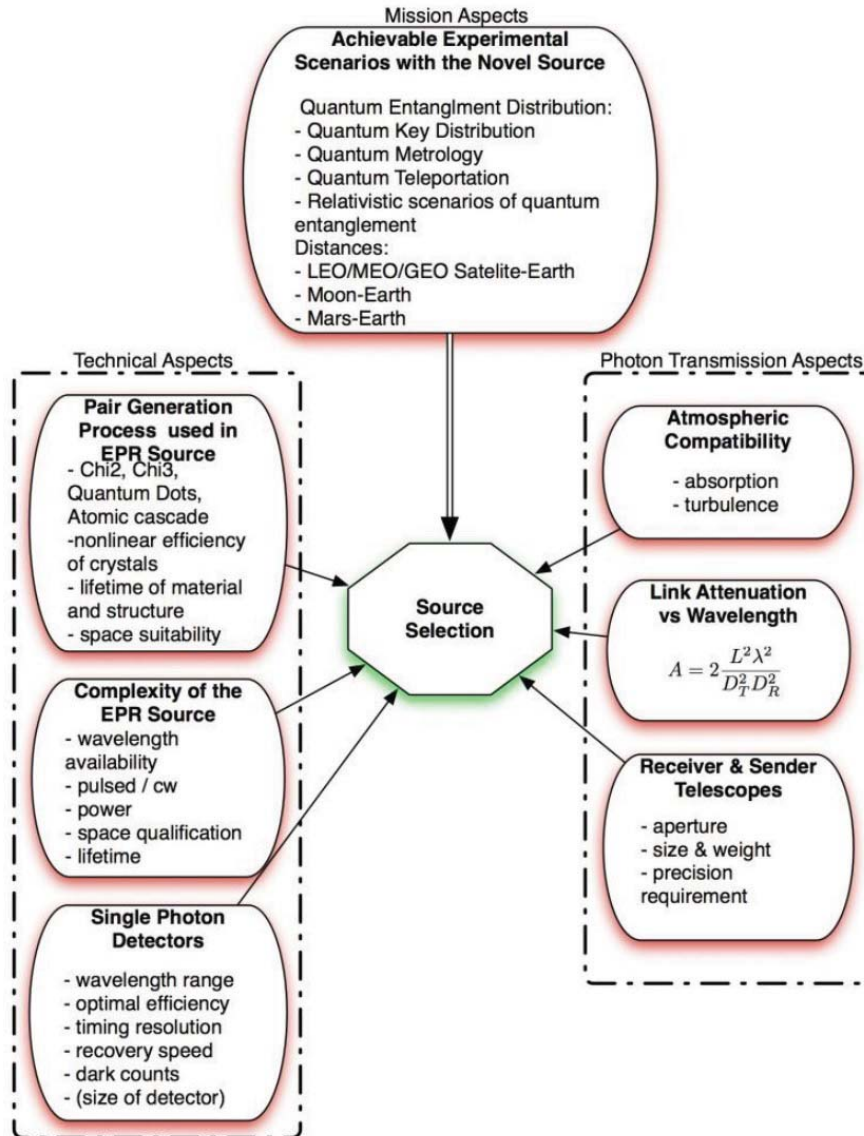 Mission Aspects
Achievable Experimental
Scenarios with the Novel Source
Quantum Entanglment Distribution:
- Quantum Key Distribution
- Quantum Metrology
- Quantum Teleportation
- Relativistic scenarios of quantum
entanglement
Distances:
- LEO/MEO/GEO Satelite-Earth
- Moon-Earth
- Mars-Earth
Technical Aspects
Pair Generation
Process used in
EPR Source
- Chi2, Chi3,
Quantum Dots,
Atomic cascade
-nonlinear efficiency
of crystals
- lifetime of material
and structure
- space suitability
Complexity of the
EPR Source
- wavelength
availability
- pulsed / cw
- power
- space qualification
- lifetime
Single Photon
Detectors
- wavelength range
- optimal efficiency
- timing resolution
- recovery speed
- dark counts
- (size of detector)
Source
Selection
Photon Transmission Aspects
Atmospheric
Compatibility
- absorption
- turbulence
Link Attenuation
vs Wavelength
A = 2 L²λ² / D_T² D_R²
Receiver & Sender
Telescopes
- aperture
- size & weight
- precision
requirement